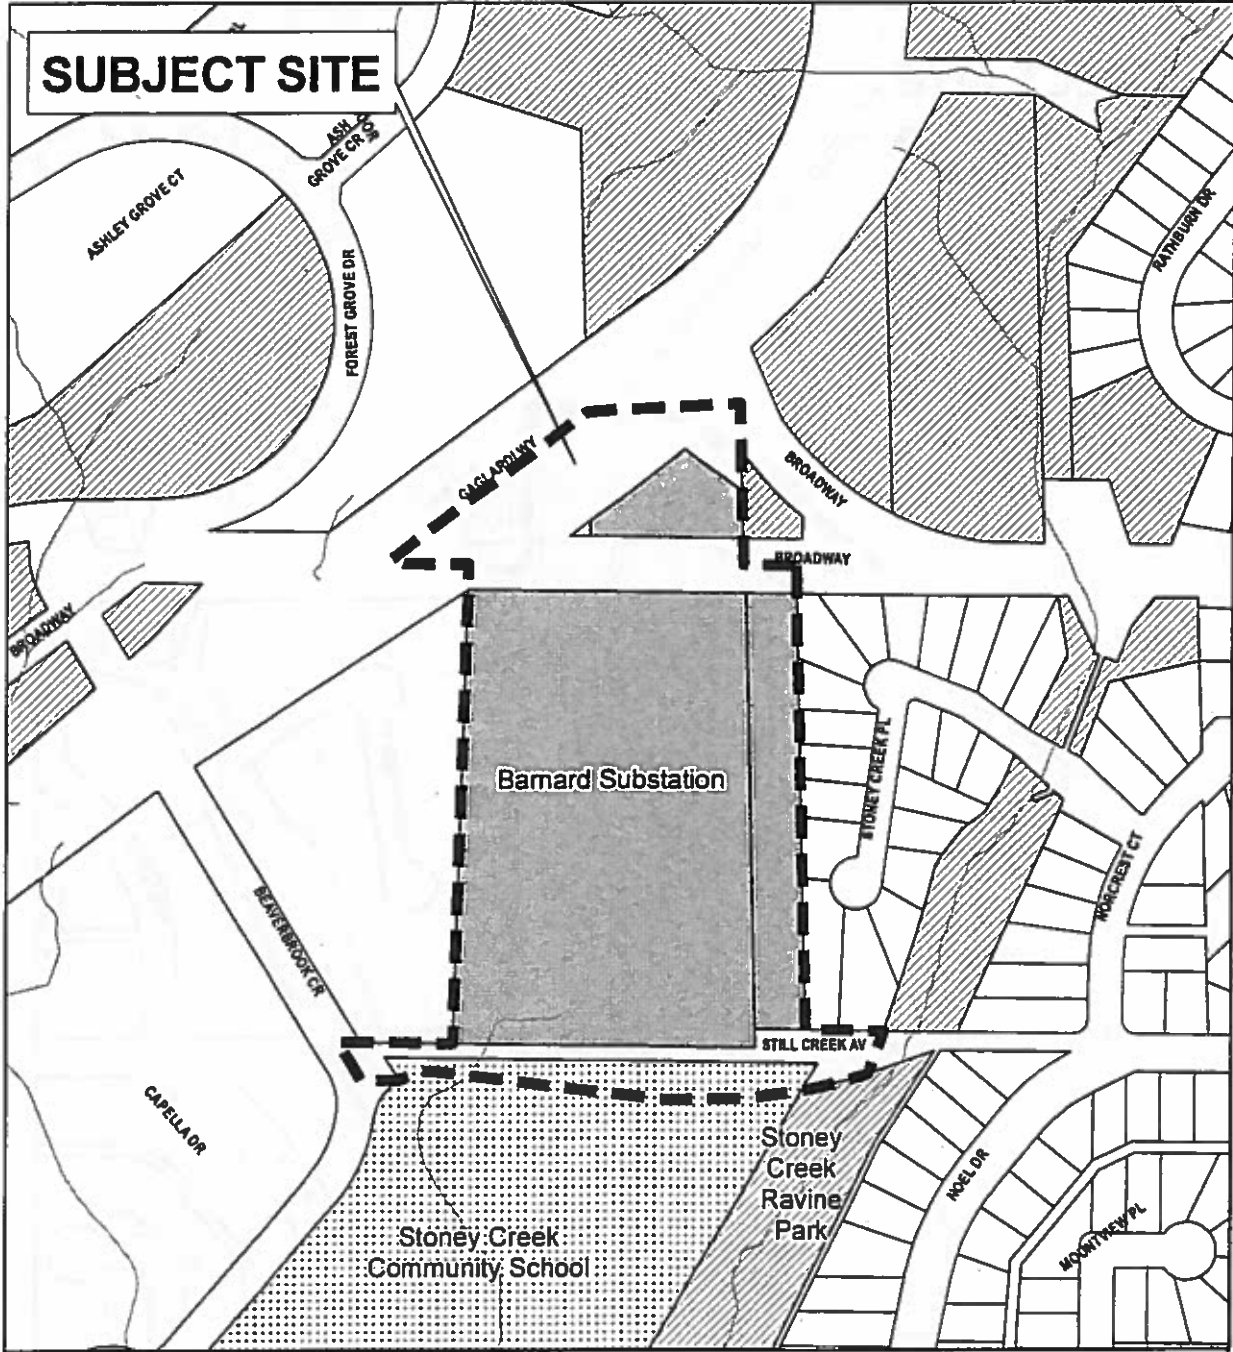 SUBJECT SITE
ASH
GROVE CR
ASHLEY GROVE CT
FOREST GROVE DR
RATHBURN DR
GAGLARDI WY
BROADWAY
BROADWAY
BROADWAY
STONEY CREEK PL
Barnard Substation
NORCREST CT
BEAVERBROOK CR
STILL CREEK AV
CAPELLA DR
Stoney
Creek
Ravine
Park
NOEL DR
Stoney Creek
Community School
MOUNTVIEW PL